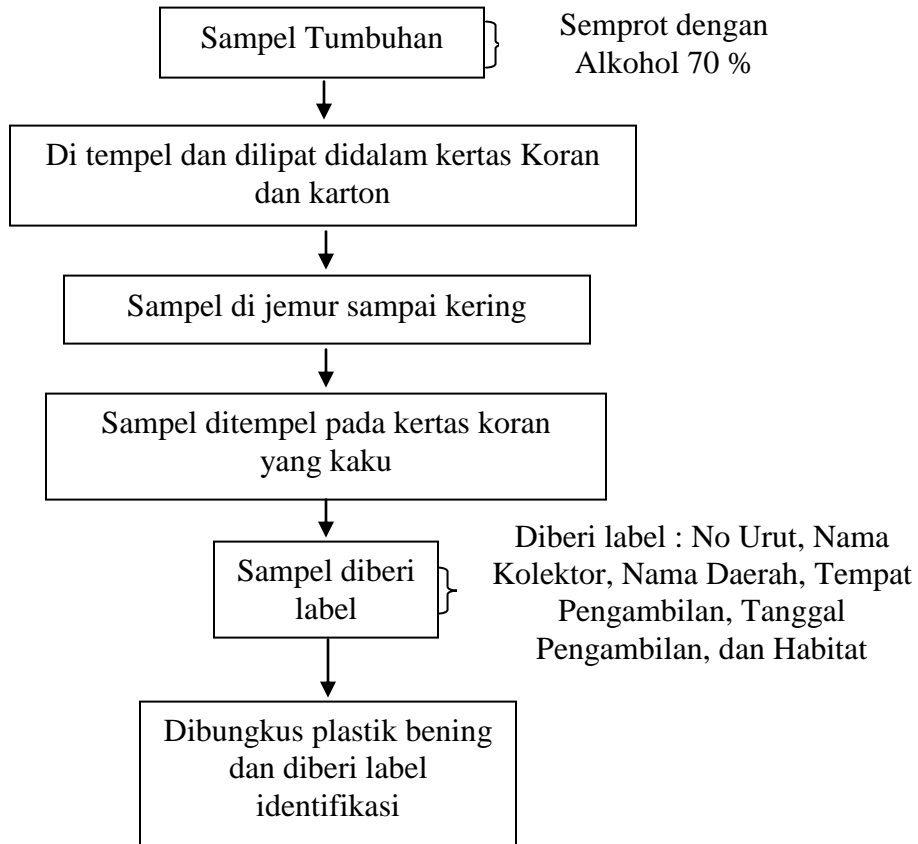 Sampel Tumbuhan
Semprot dengan
Alkohol 70 %
Di tempel dan dilipat didalam kertas Koran
dan karton
Sampel di jemur sampai kering
Sampel ditempel pada kertas koran
yang kaku
Sampel diberi
label
Diberi label : No Urut, Nama
Kolektor, Nama Daerah, Tempat
Pengambilan, Tanggal
Pengambilan, dan Habitat
Dibungkus plastik bening
dan diberi label
identifikasi